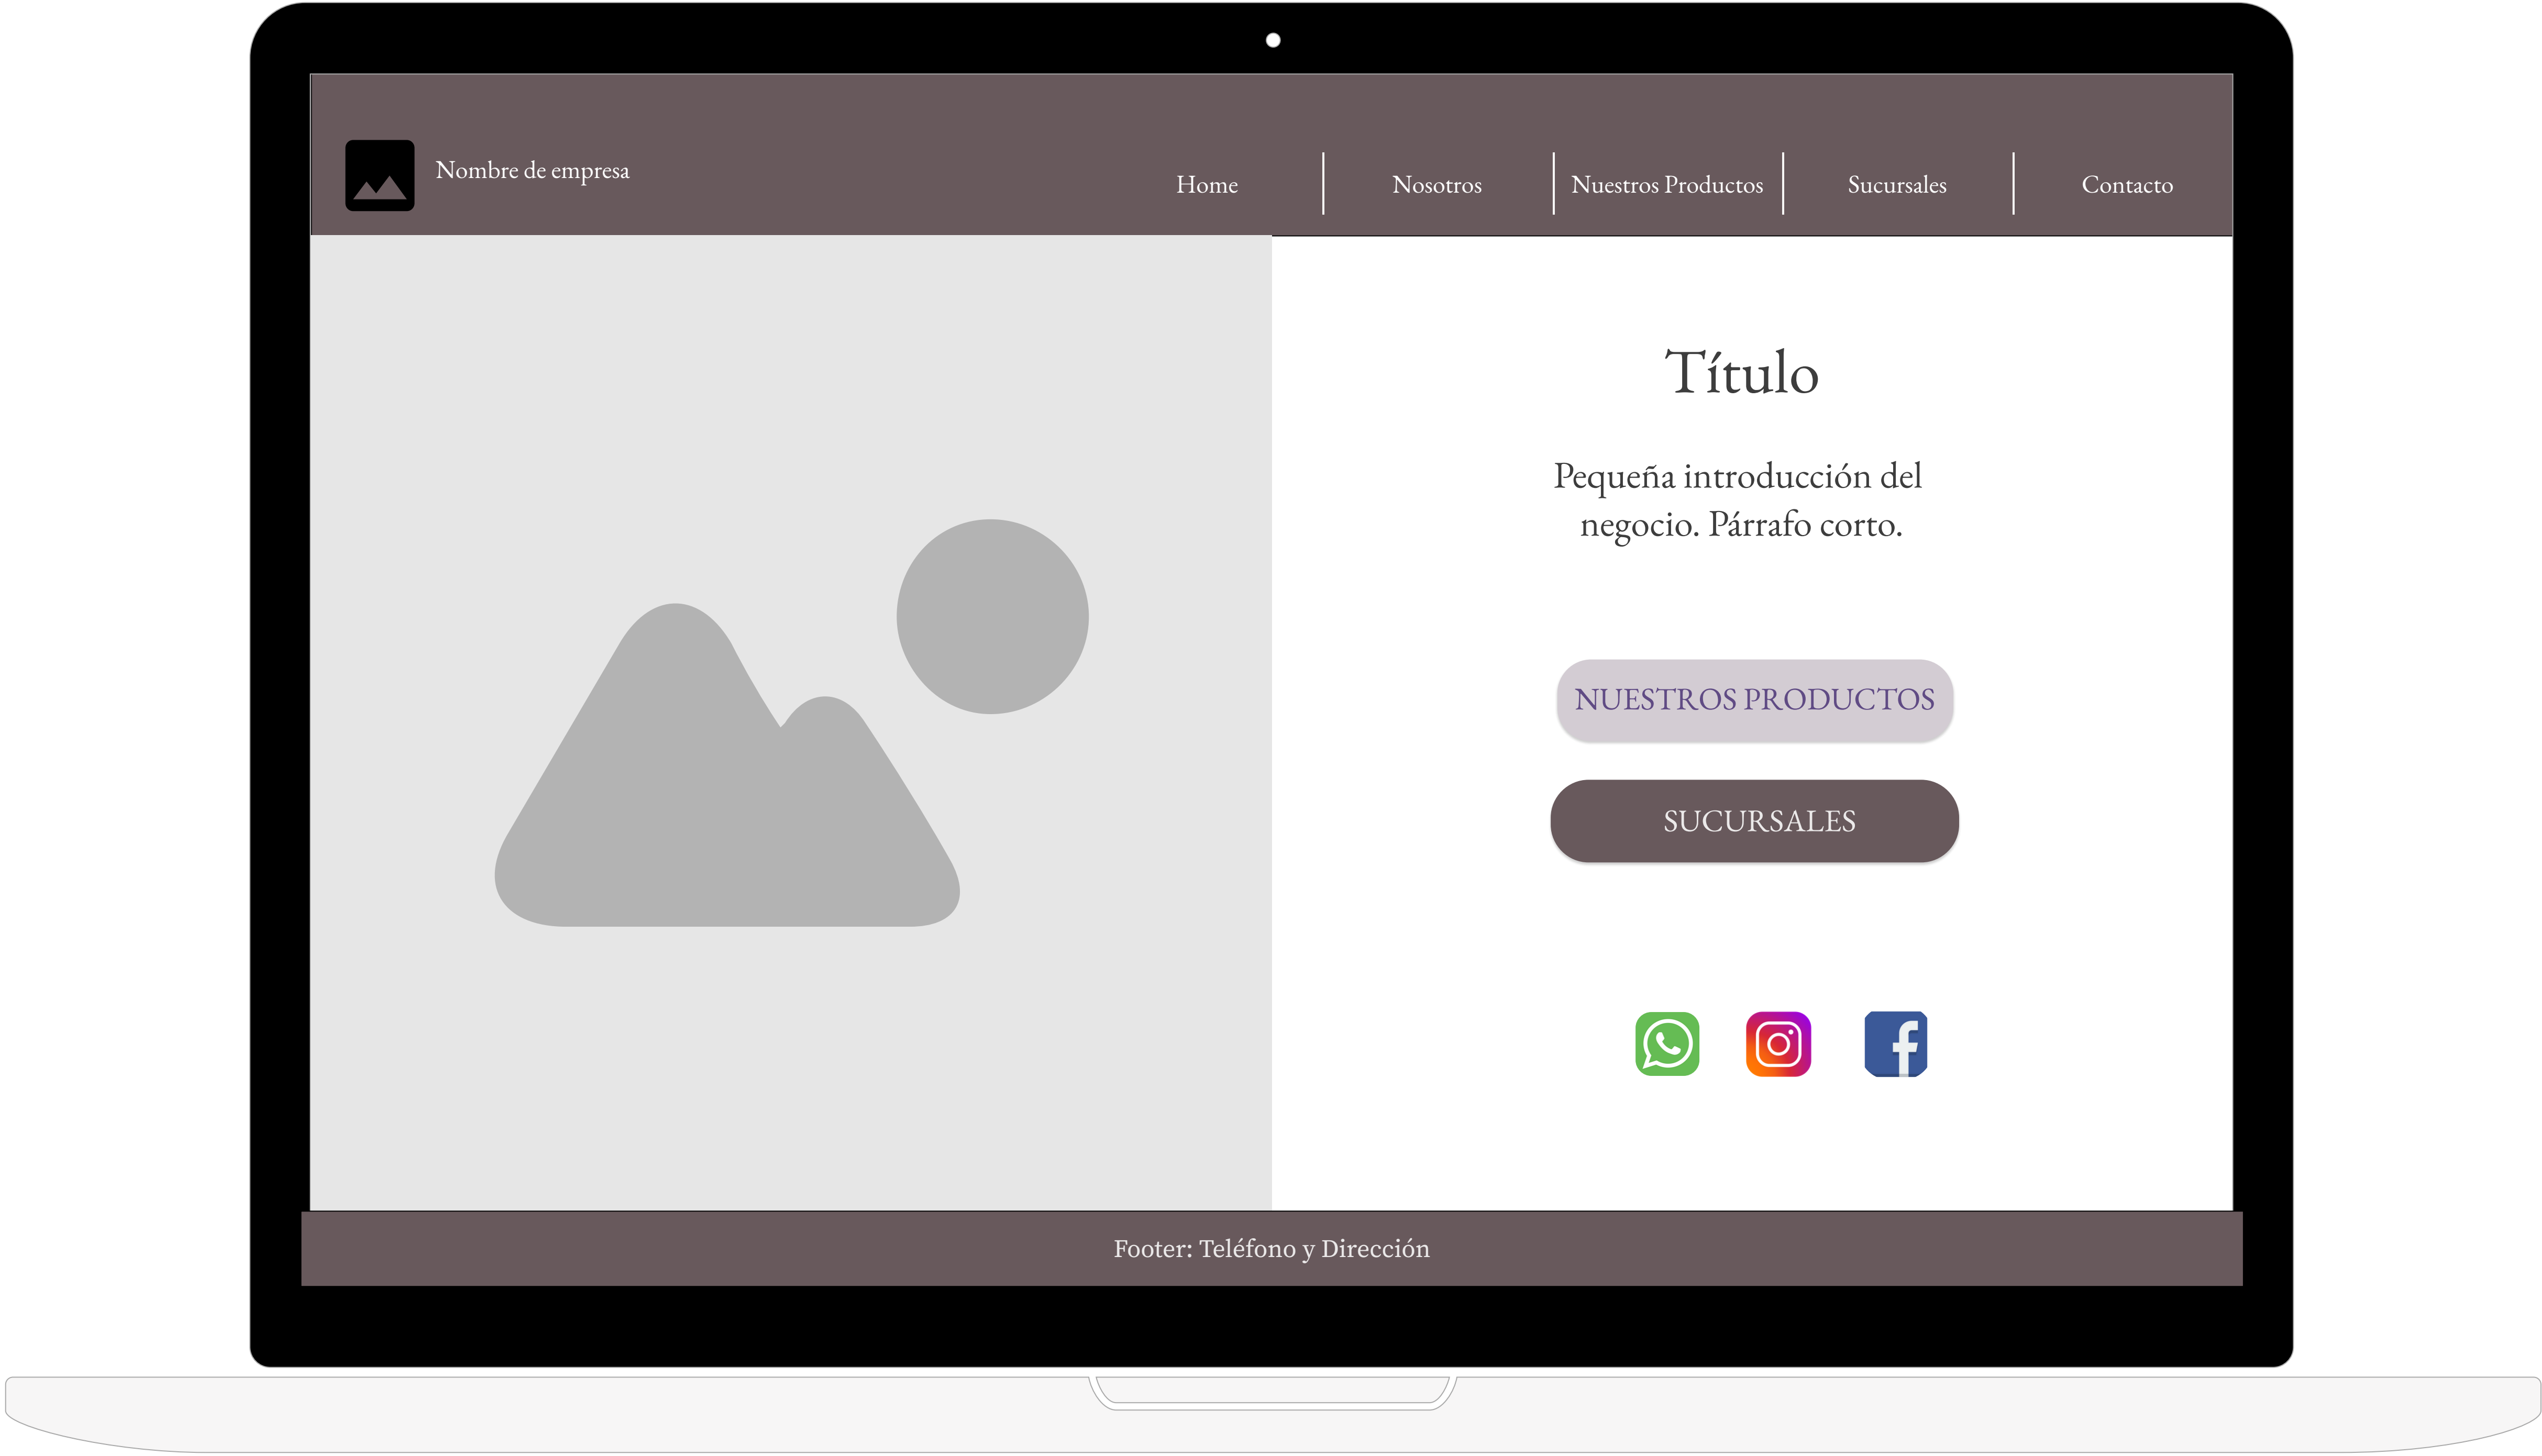 Nombre de empresa
Home
Nosotros
Nuestros Productos
Sucursales
Contacto
Título
Pequeña introducción del
negocio. Párrafo corto.
NUESTROS PRODUCTOS
SUCURSALES
Footer: Teléfono y Dirección